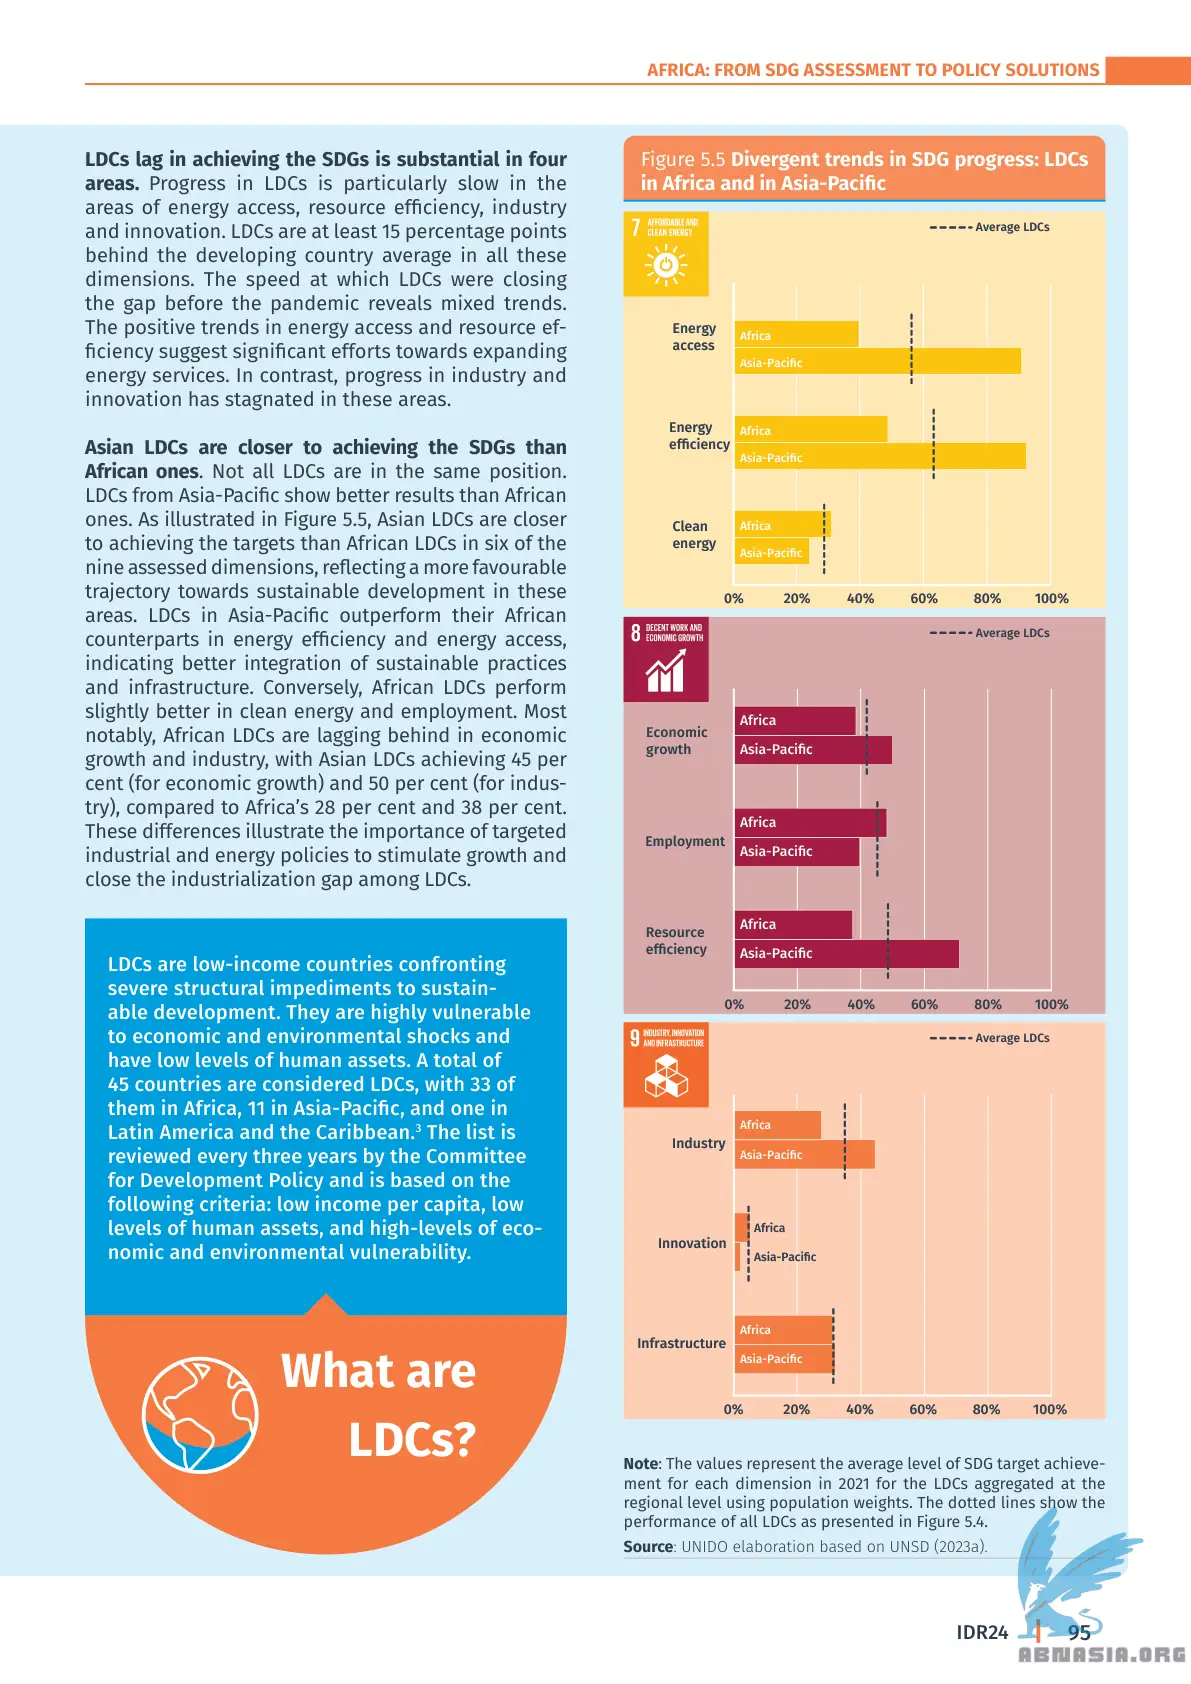 AFRICA: FROM SDG ASSESSMENT TO POLICY SOLUTIONS
LDCs lag in achieving the SDGs is substantial in four
areas. Progress in LDCs is particularly slow in the
areas of energy access, resource efficiency, industry
and innovation. LDCs are at least 15 percentage points
behind the developing country average in all these
dimensions. The speed at which LDCs were closing
the gap before the pandemic reveals mixed trends.
The positive trends in energy access and resource ef-
ficiency suggest significant efforts towards expanding
energy services. In contrast, progress in industry and
innovation has stagnated in these areas.
Asian LDCs are closer to achieving the SDGs than
African ones. Not all LDCs are in the same position.
LDCs from Asia-Pacific show better results than African
ones. As illustrated in Figure 5.5, Asian LDCs are closer
to achieving the targets than African LDCs in six of the
nine assessed dimensions, reflecting a more favourable
trajectory towards sustainable development in these
areas. LDCs in Asia-Pacific outperform their African
counterparts in energy efficiency and energy access,
indicating better integration of sustainable practices
and infrastructure. Conversely, African LDCs perform
slightly better in clean energy and employment. Most
notably, African LDCs are lagging behind in economic
growth and industry, with Asian LDCs achieving 45 per
cent (for economic growth) and 50 per cent (for indus-
try), compared to Africa's 28 per cent and 38 per cent.
These differences illustrate the importance of targeted
industrial and energy policies to stimulate growth and
close the industrialization gap among LDCs.
LDCs are low-income countries confronting
severe structural impediments to sustain-
able development. They are highly vulnerable
to economic and environmental shocks and
have low levels of human assets. A total of
45 countries are considered LDCs, with 33 of
them in Africa, 11 in Asia-Pacific, and one in
Latin America and the Caribbean.³ The list is
reviewed every three years by the Committee
for Development Policy and is based on the
following criteria: low income per capita, low
levels of human assets, and high-levels of eco-
nomic and environmental vulnerability.
What are
LDCs?
Figure 5.5 Divergent trends in SDG progress: LDCs
in Africa and in Asia-Pacific
7 AFFORDABLE AND
CLEAN ENERGY
Average LDCs
Energy
access
Africa
Asia-Pacific
Energy
efficiency
Africa
Asia-Pacific
Clean
energy
Africa
Asia-Pacific
0% 20% 40% 60% 80% 100%
8 DECENT WORK AND
ECONOMIC GROWTH
Average LDCs
Economic
growth
Africa
Asia-Pacific
Employment
Africa
Asia-Pacific
Resource
efficiency
Africa
Asia-Pacific
0% 20% 40% 60% 80% 100%
9 INDUSTRY, INNOVATION
AND INFRASTRUCTURE
Average LDCs
Industry
Africa
Asia-Pacific
Innovation
Africa
Asia-Pacific
Infrastructure
Africa
Asia-Pacific
0% 20% 40% 60% 80% 100%
Note: The values represent the average level of SDG target achieve-
ment for each dimension in 2021 for the LDCs aggregated at the
regional level using population weights. The dotted lines show the
performance of all LDCs as presented in Figure 5.4.
Source: UNIDO elaboration based on UNSD (2023a).
IDR24 95
ABNASIA.ORG